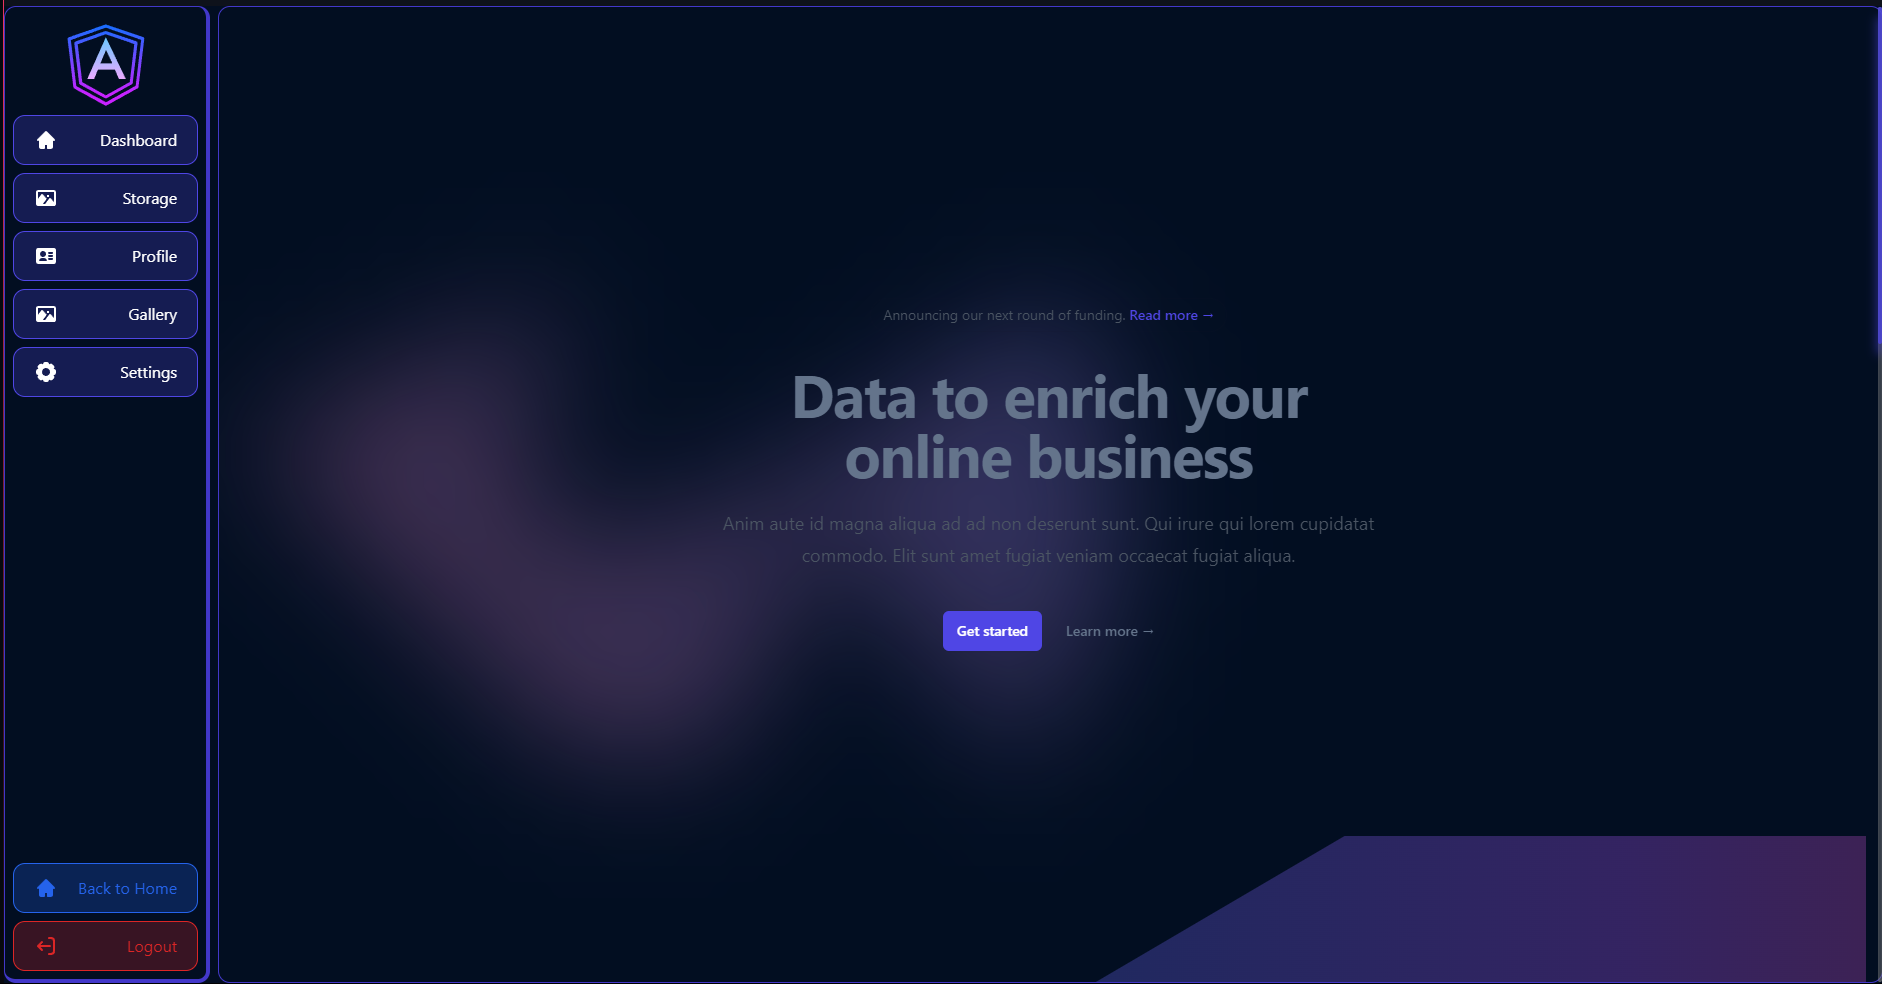 A
Dashboard
Storage
Profile
Gallery
Settings
Back to Home
Logout
Announcing our next round of funding. Read more →
Data to enrich your
online business
Anim aute id magna aliqua ad ad non deserunt sunt. Qui irure qui lorem cupidatat
commodo. Elit sunt amet fugiat veniam occaecat fugiat aliqua.
Get started
Learn more →